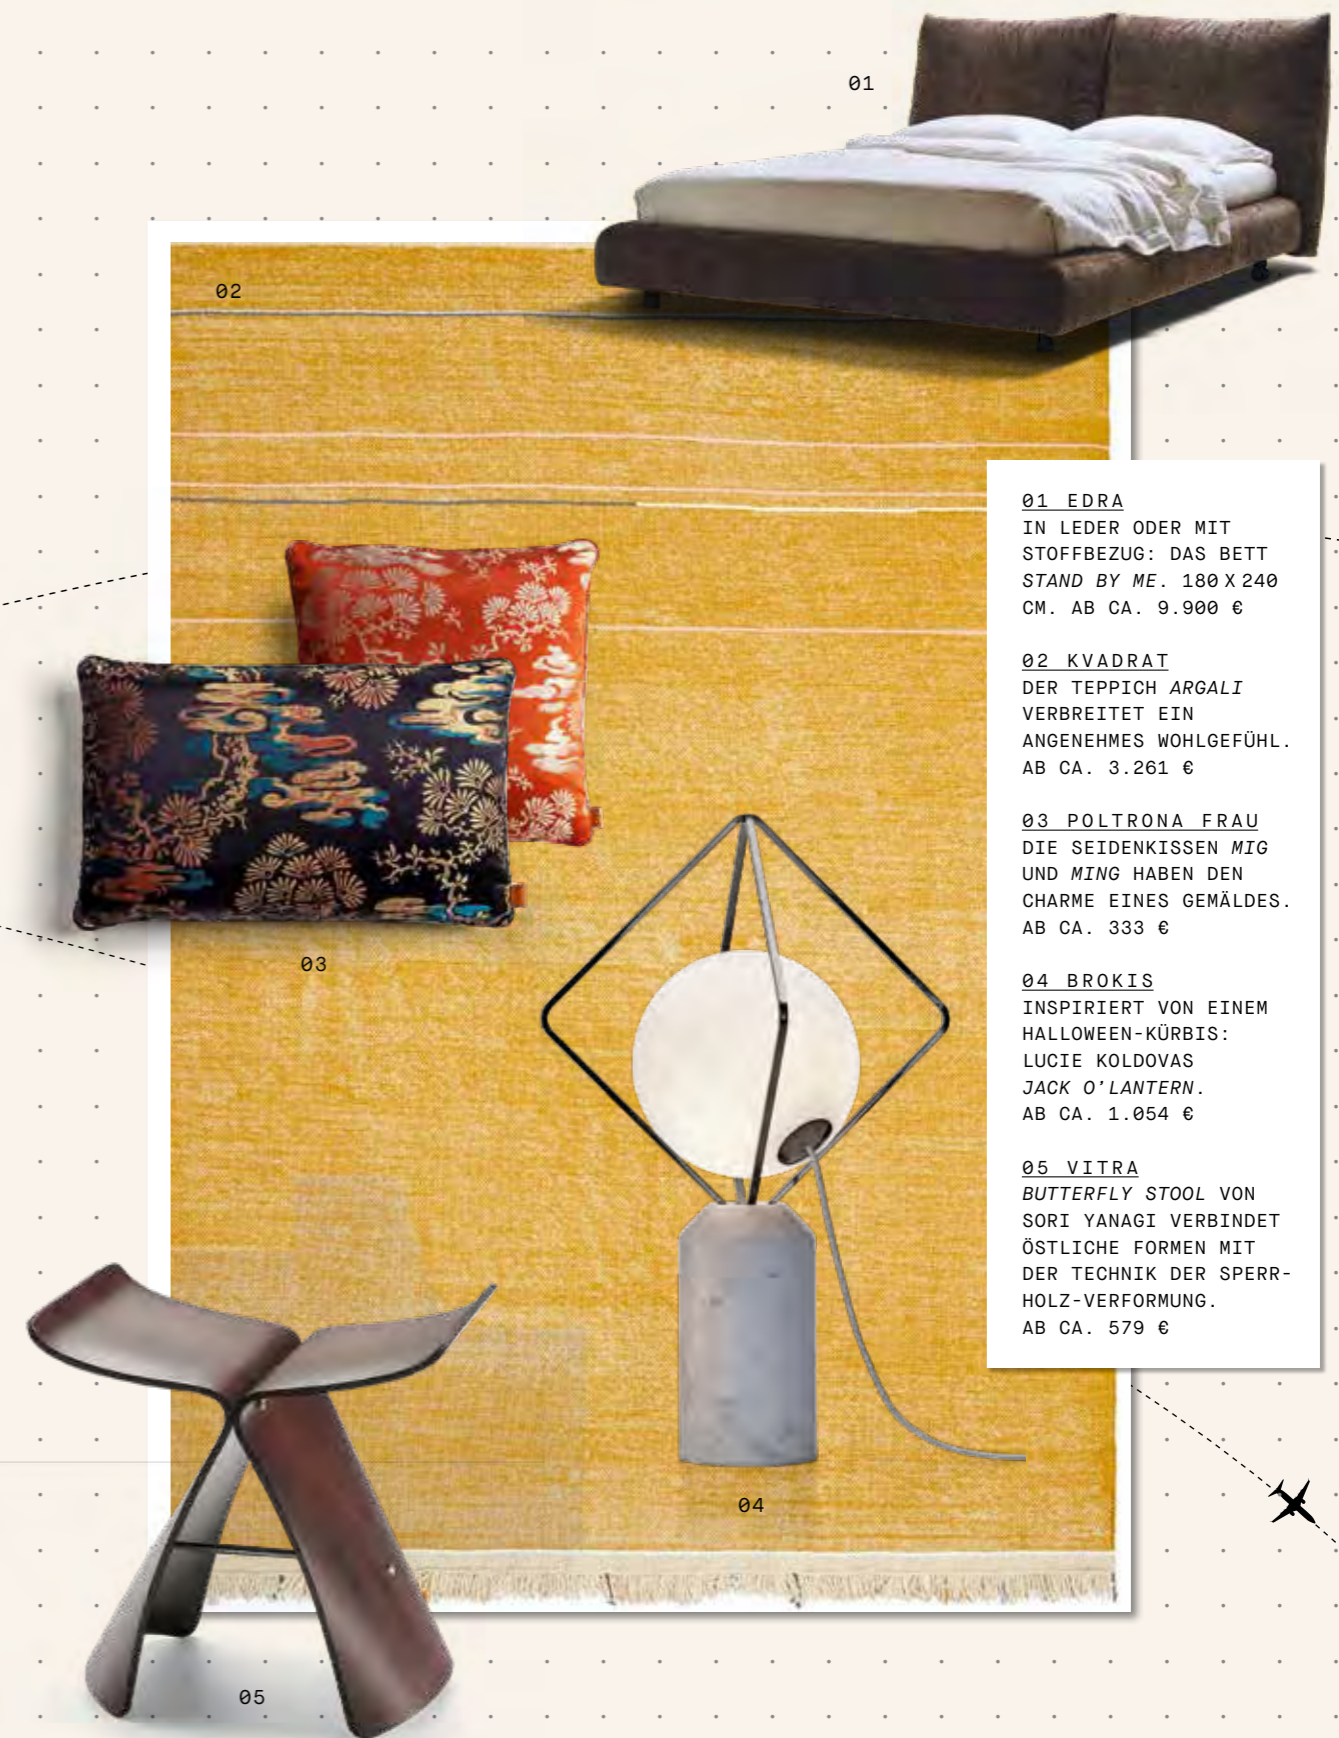 01
02
03
04
05
01 EDRA
IN LEDER ODER MIT
STOFFBEZUG: DAS BETT
STAND BY ME. 180 X 240
CM. AB CA. 9.900 €
02 KVADRAT
DER TEPPICH ARGALI
VERBREITET EIN
ANGENEHMES WOHLGEFÜHL.
AB CA. 3.261 €
03 POLTRONA FRAU
DIE SEIDENKISSEN MIG
UND MING HABEN DEN
CHARME EINES GEMÄLDES.
AB CA. 333 €
04 BROKIS
INSPIRIERT VON EINEM
HALLOWEEN-KÜRBIS:
LUCIE KOLDOVAS
JACK O’LANTERN.
AB CA. 1.054 €
05 VITRA
BUTTERFLY STOOL VON
SORI YANAGI VERBINDET
ÖSTLICHE FORMEN MIT
DER TECHNIK DER SPERR-
HOLZ-VERFORMUNG.
AB CA. 579 €